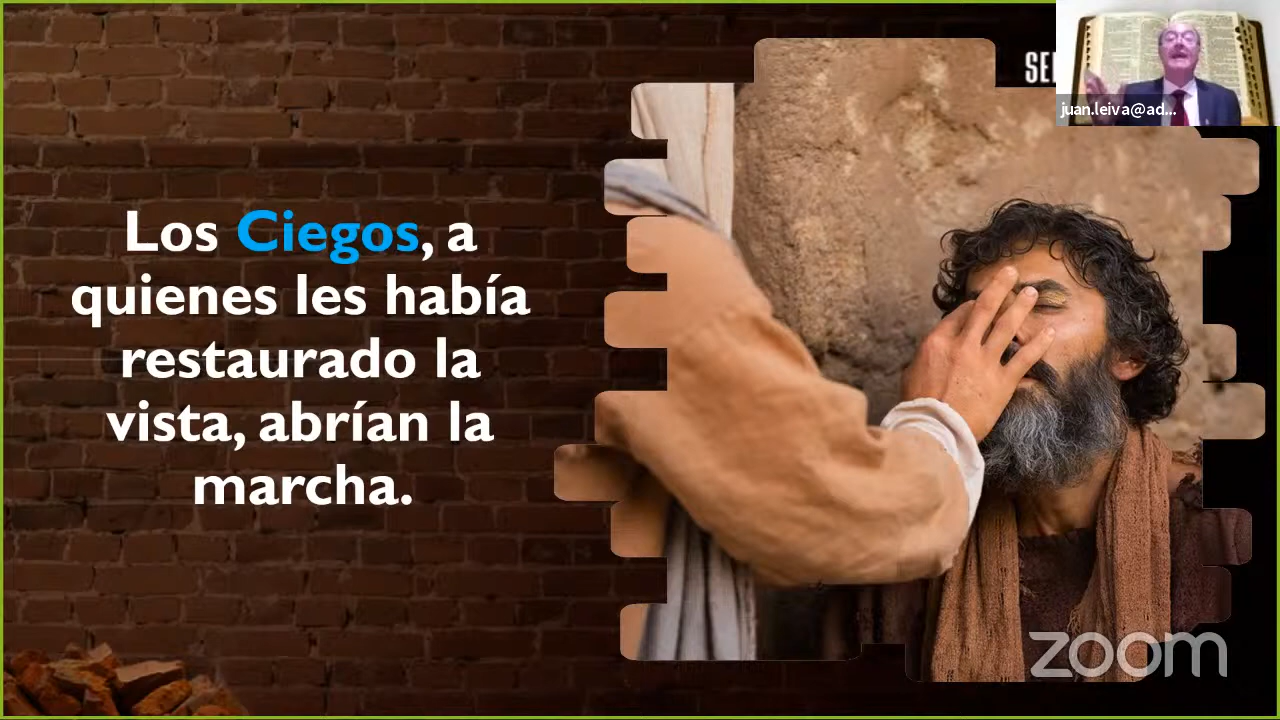 Los Ciegos, a
quienes les había
restaurado la
vista, abrían la
marcha.
juan.leiva@ad...
zoom